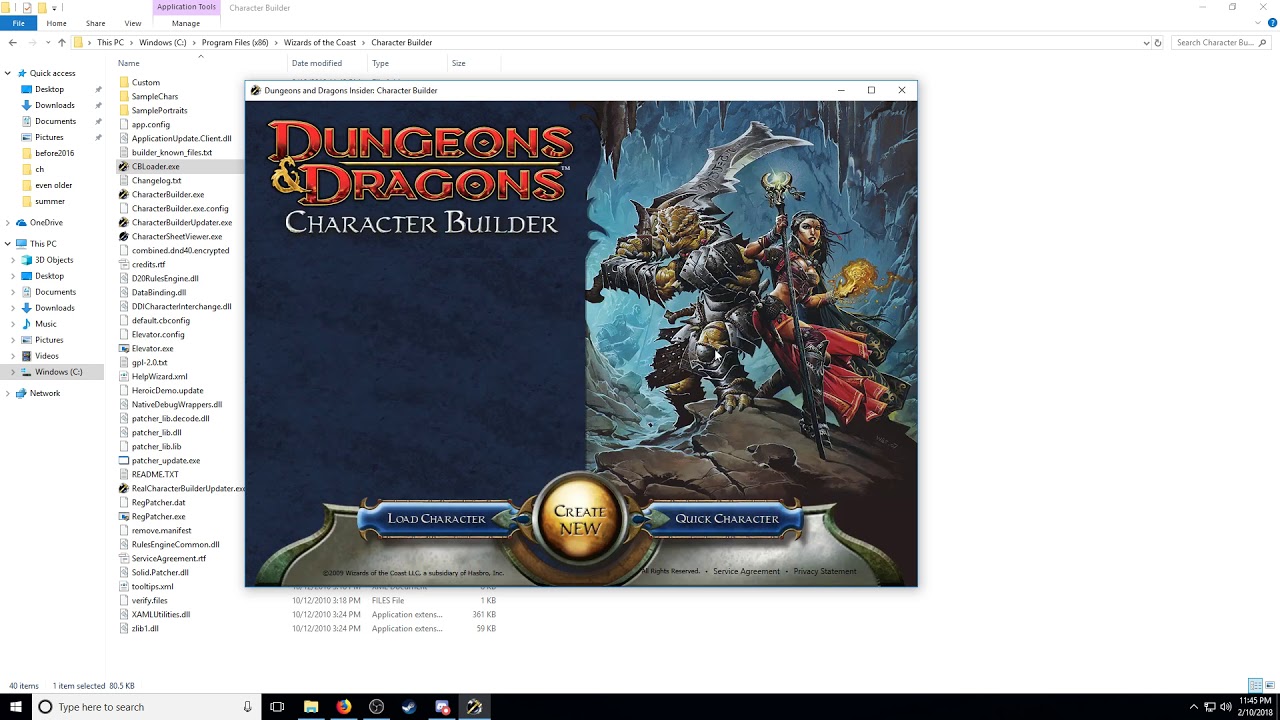 Application Tools
Character Builder
File
Home
Share
View
Manage
This PC
Windows (C:)
Program Files (x86)
Wizards of the Coast
Character Builder
Search Character Bu...
Name
Date modified
Type
Size
Quick access
Desktop
Downloads
Documents
Pictures
before2016
ch
even older
summer
OneDrive
This PC
3D Objects
Desktop
Documents
Downloads
Music
Pictures
Videos
Windows (C:)
Network
Custom
SampleChars
SamplePortraits
app.config
ApplicationUpdate.Client.dll
builder_known_files.txt
CBLoader.exe
Changelog.txt
CharacterBuilder.exe
CharacterBuilder.exe.config
CharacterBuilderUpdater.exe
CharacterSheetViewer.exe
combined.dnd40.encrypted
credits.rtf
D20RulesEngine.dll
DataBinding.dll
DDICharacterInterchange.dll
default.cbconfig
Elevator.config
Elevator.exe
gpl-2.0.txt
HelpWizard.xml
HeroicDemo.update
NativeDebugWrappers.dll
patcher_lib.decode.dll
patcher_lib.dll
patcher_lib.lib
patcher_update.exe
README.TXT
RealCharacterBuilderUpdater.exe
RegPatcher.dat
RegPatcher.exe
remove.manifest
RulesEngineCommon.dll
ServiceAgreement.rtf
Solid.Patcher.dll
tooltips.xml
verify.files 10/12/2010 3:18 PM FILES File 1 KB
XAMLUtilities.dll 10/12/2010 3:24 PM Application extens... 361 KB
zlib1.dll 10/12/2010 3:24 PM Application extens... 59 KB
Dungeons and Dragons Insider: Character Builder
DUNGEONS
& DRAGONS™
CHARACTER BUILDER
LOAD CHARACTER
CREATE
NEW
QUICK CHARACTER
©2009 Wizards of the Coast LLC, a subsidiary of Hasbro, Inc.
All Rights Reserved. • Service Agreement • Privacy Statement
40 items 1 item selected 80.5 KB
Type here to search
11:45 PM
2/10/2018